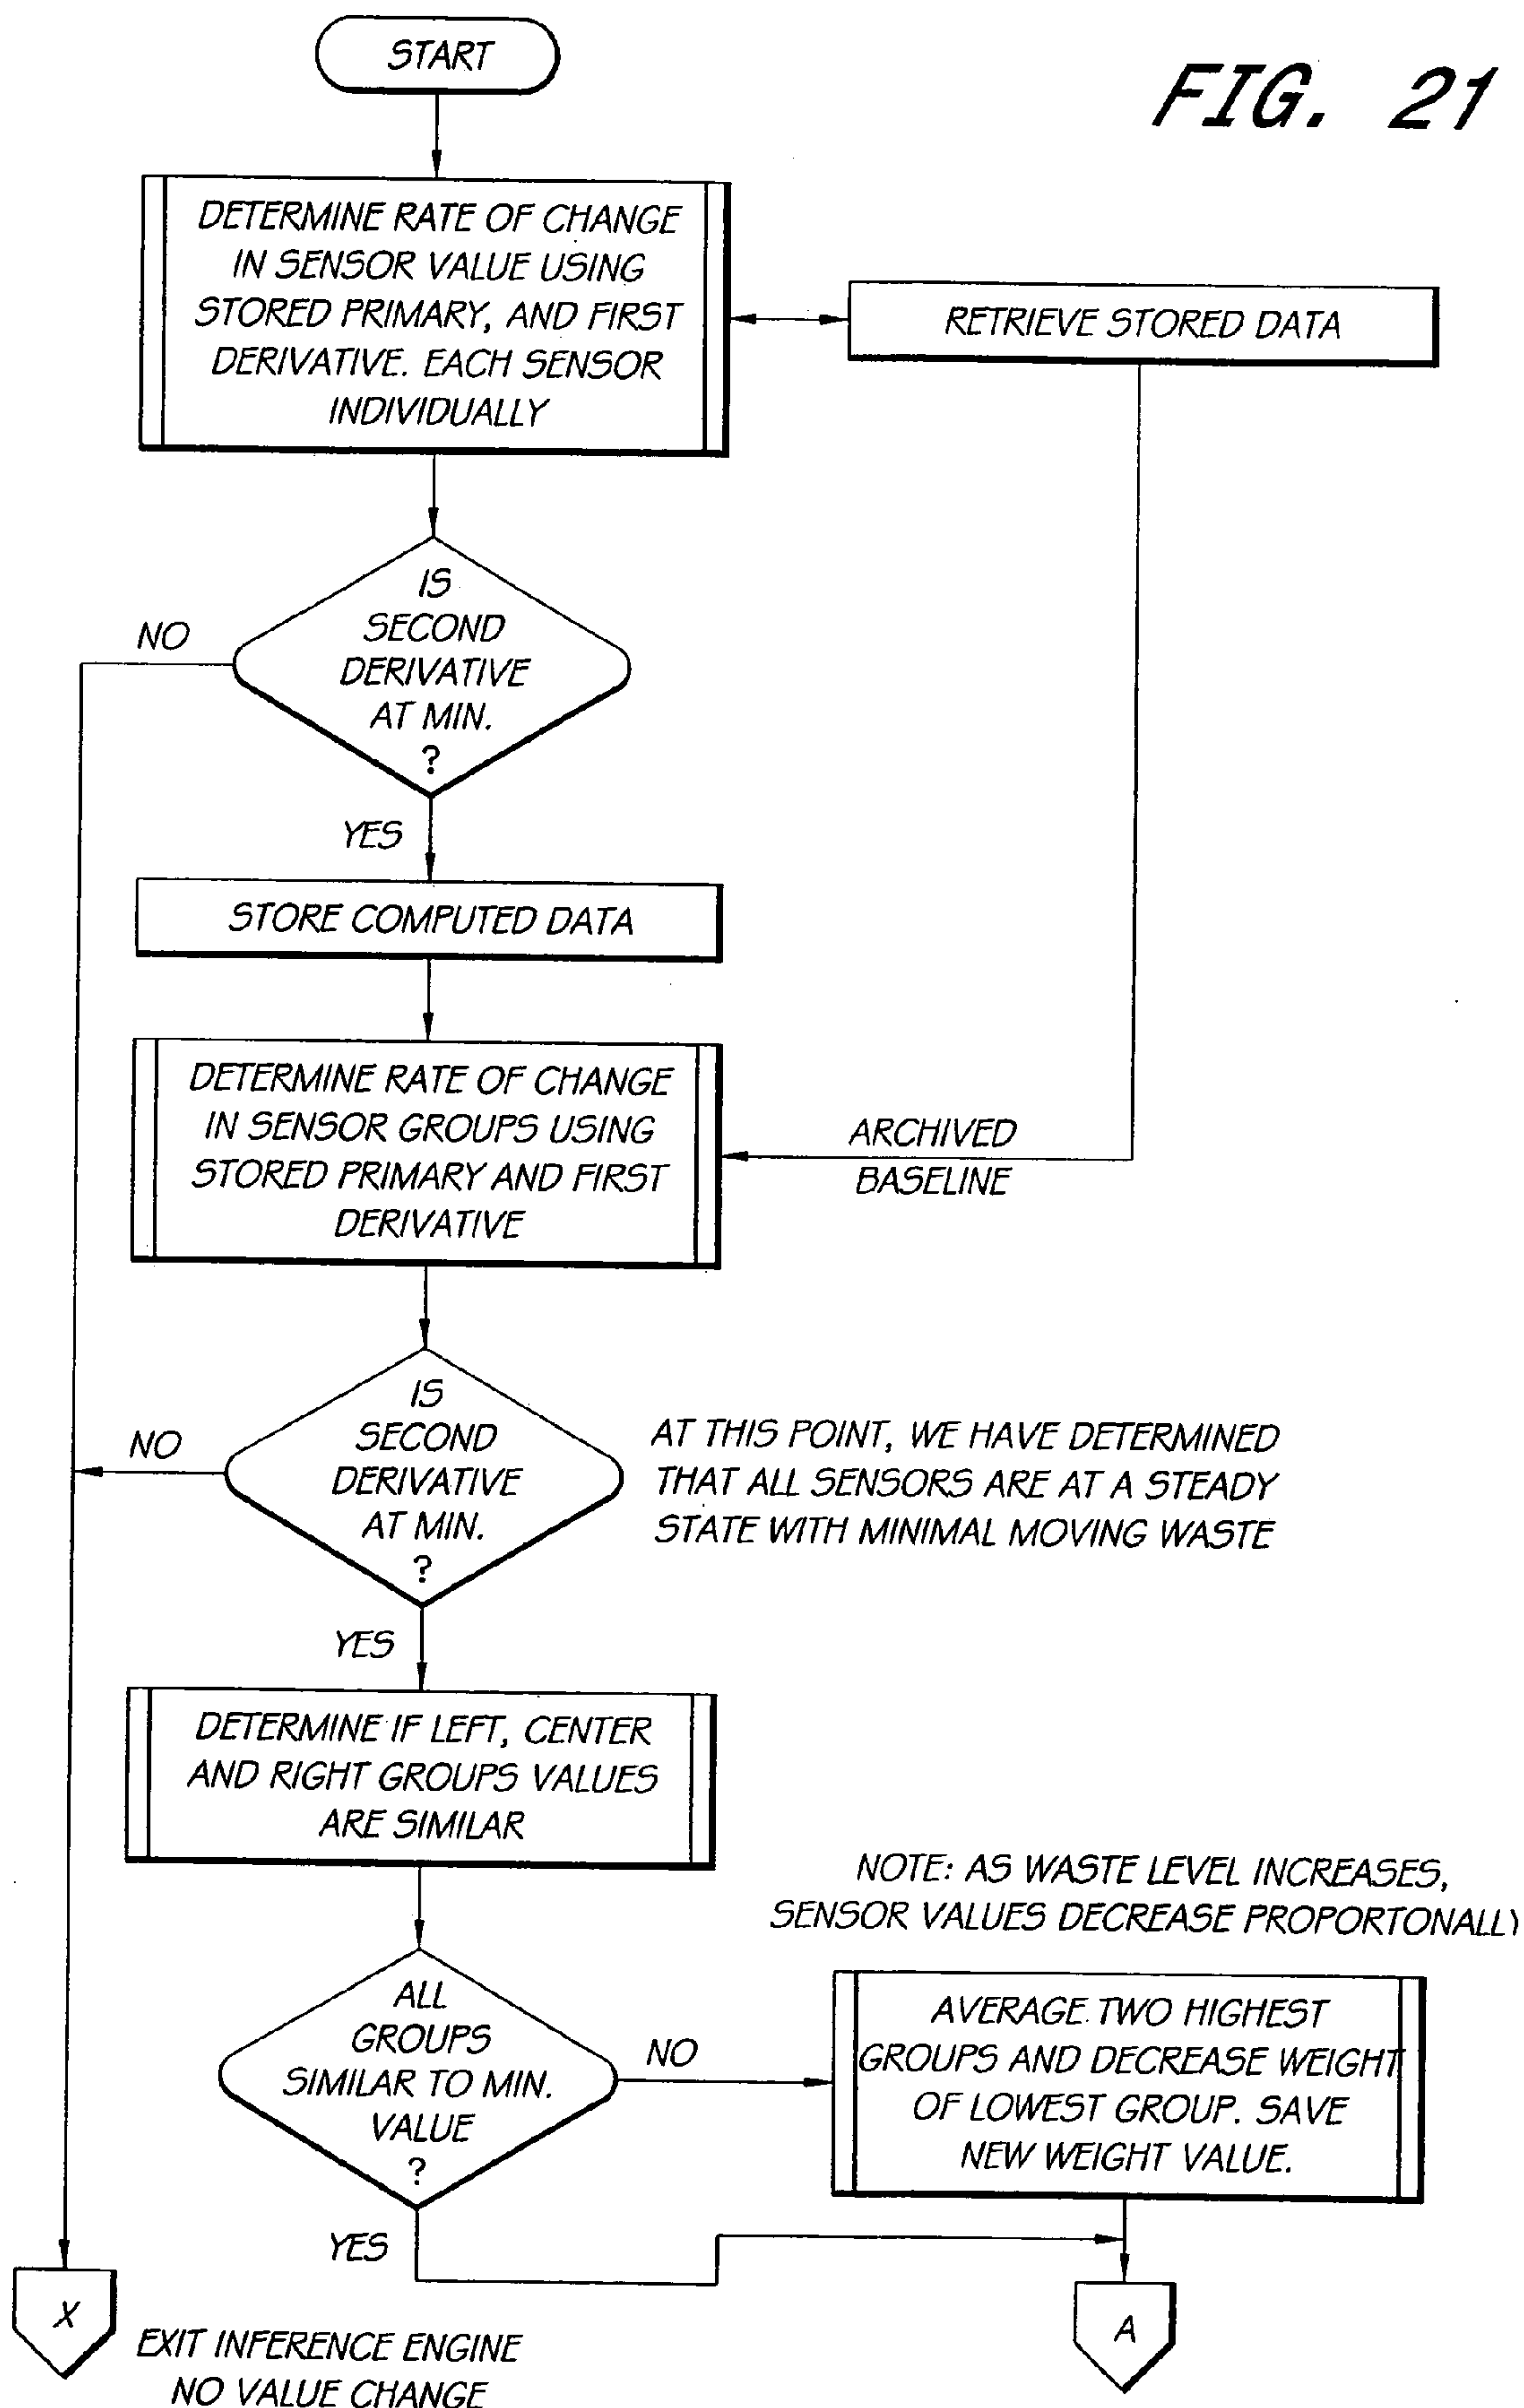 FIG. 21
START
DETERMINE RATE OF CHANGE
IN SENSOR VALUE USING
STORED PRIMARY, AND FIRST
DERIVATIVE. EACH SENSOR
INDIVIDUALLY
RETRIEVE STORED DATA
IS
SECOND
DERIVATIVE
AT MIN.
?
NO
YES
STORE COMPUTED DATA
DETERMINE RATE OF CHANGE
IN SENSOR GROUPS USING
STORED PRIMARY AND FIRST
DERIVATIVE
ARCHIVED
BASELINE
IS
SECOND
DERIVATIVE
AT MIN.
?
NO
AT THIS POINT, WE HAVE DETERMINED
THAT ALL SENSORS ARE AT A STEADY
STATE WITH MINIMAL MOVING WASTE
YES
DETERMINE IF LEFT, CENTER
AND RIGHT GROUPS VALUES
ARE SIMILAR
NOTE: AS WASTE LEVEL INCREASES,
SENSOR VALUES DECREASE PROPORTONALLY
ALL
GROUPS
SIMILAR TO MIN.
VALUE
?
NO
AVERAGE TWO HIGHEST
GROUPS AND DECREASE WEIGHT
OF LOWEST GROUP. SAVE
NEW WEIGHT VALUE.
YES
X
EXIT INFERENCE ENGINE
NO VALUE CHANGE
A